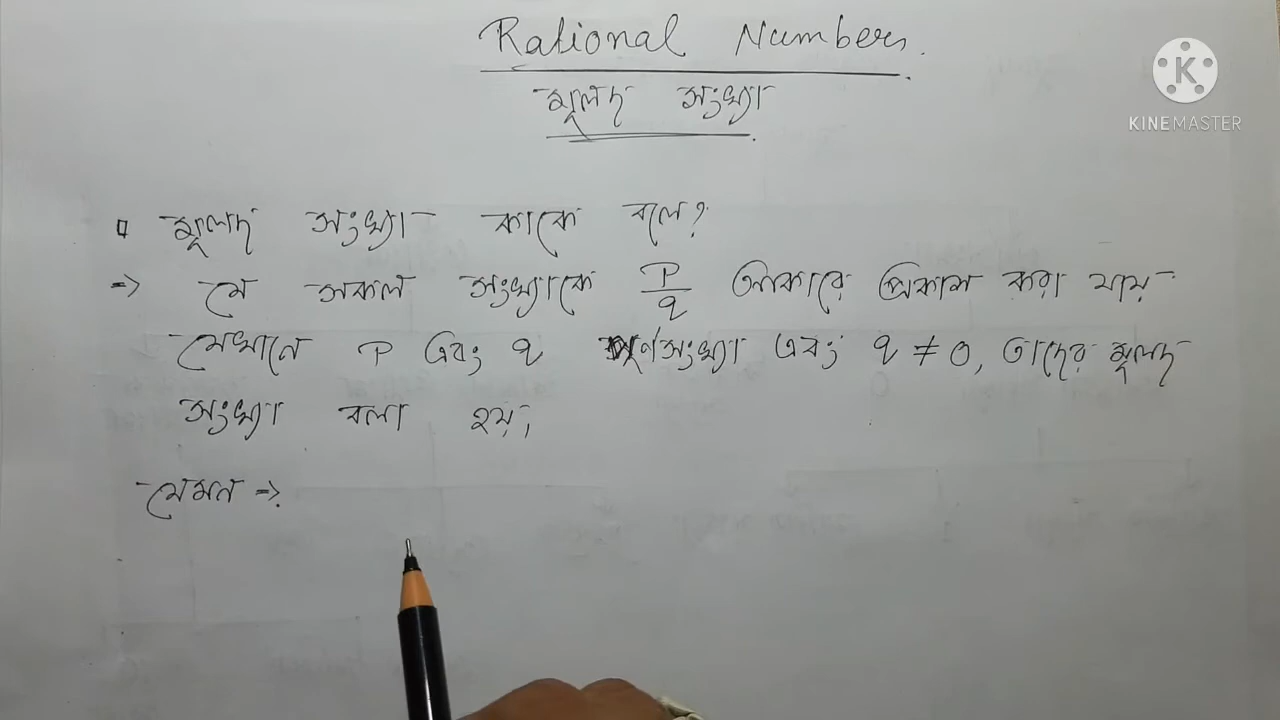 Rational Numbers.
মূলদ সংখ্যা
K
KINEMASTER
মূলদ সংখ্যা কাকে বলে?
=> যে সকল সংখ্যাকে P/q আকারে প্রকাশ করা যায়
যেখানে P এবং q পূর্ণসংখ্যা এবং q ≠ 0, তাদের মূলদ
সংখ্যা বলা হয়।
যেমন =>